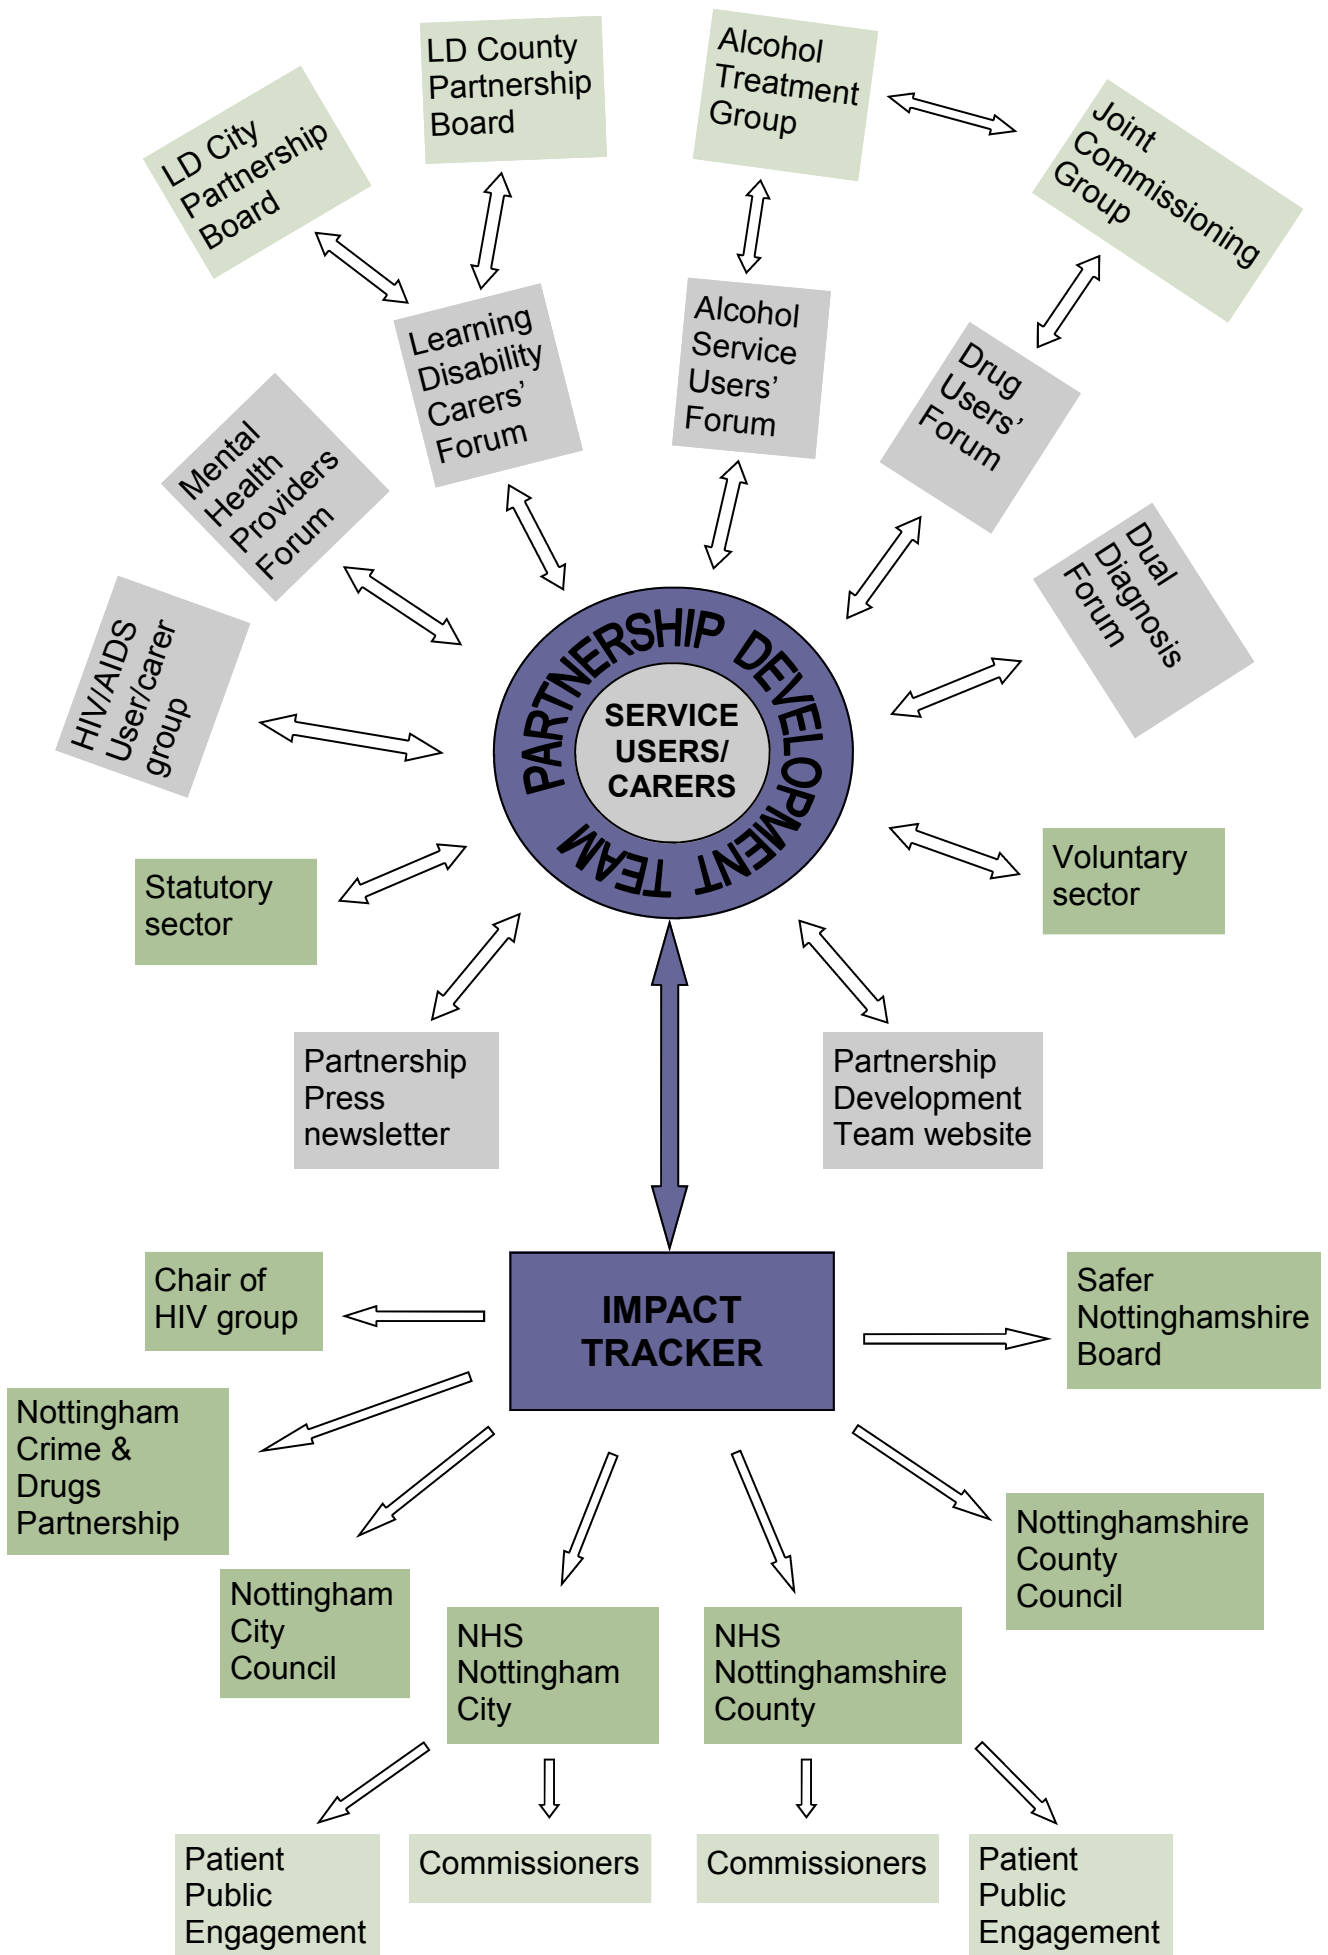 LD City
Partnership
Board
LD County
Partnership
Board
Alcohol
Treatment
Group
Joint
Commissioning
Group
Learning
Disability
Carers’
Forum
Alcohol
Service
Users’
Forum
Drug
Users’
Forum
Mental
Health
Providers
Forum
Dual
Diagnosis
Forum
HIV/AIDS
User/carer
group
PARTNERSHIP DEVELOPMENT TEAM
SERVICE
USERS/
CARERS
Statutory
sector
Voluntary
sector
Partnership
Press
newsletter
Partnership
Development
Team website
IMPACT
TRACKER
Chair of
HIV group
Safer
Nottinghamshire
Board
Nottingham
Crime &
Drugs
Partnership
Nottinghamshire
County
Council
Nottingham
City
Council
NHS
Nottingham
City
NHS
Nottinghamshire
County
Patient
Public
Engagement
Commissioners
Commissioners
Patient
Public
Engagement